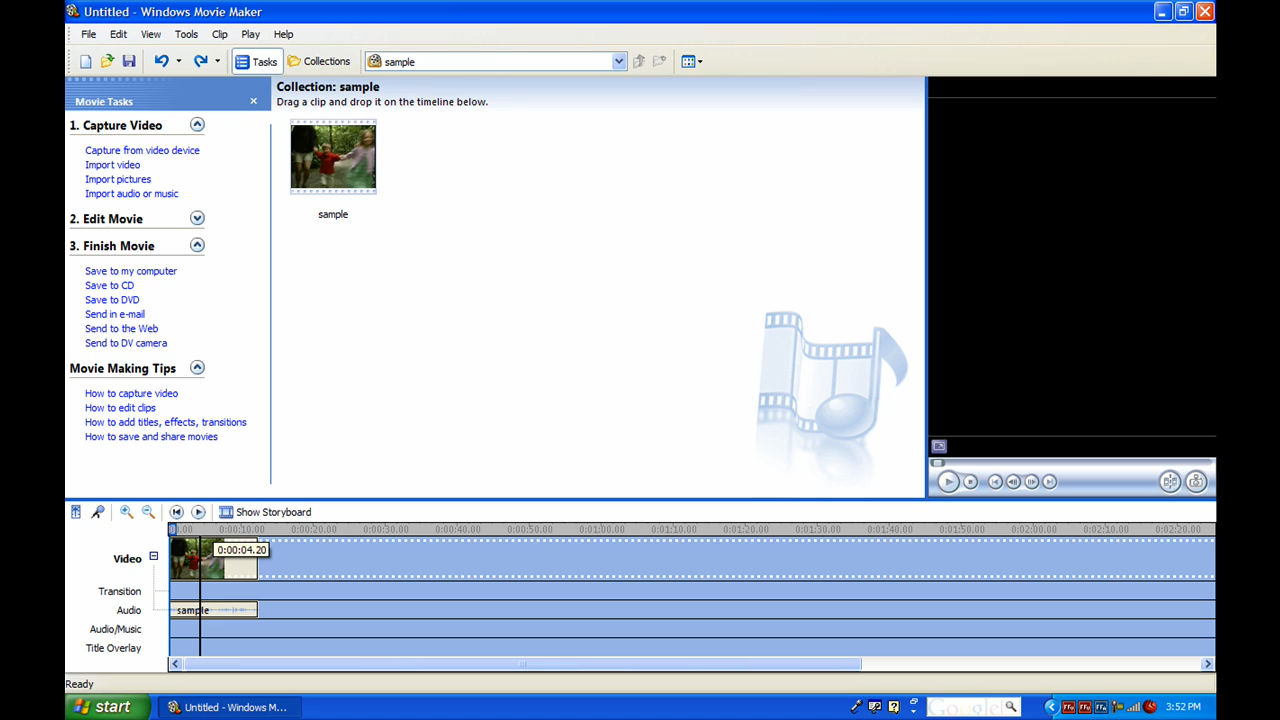 Untitled - Windows Movie Maker
File Edit View Tools Clip Play Help
Tasks Collections sample
Movie Tasks
Collection: sample
Drag a clip and drop it on the timeline below.
1. Capture Video
Capture from video device
Import video
Import pictures
Import audio or music
2. Edit Movie
3. Finish Movie
Save to my computer
Save to CD
Save to DVD
Send in e-mail
Send to the Web
Send to DV camera
Movie Making Tips
How to capture video
How to edit clips
How to add titles, effects, transitions
How to save and share movies
sample
Show Storyboard
0:00:10.00 0:00:20.00 0:00:30.00 0:00:40.00 0:00:50.00 0:01:00.00 0:01:10.00 0:01:20.00 0:01:30.00 0:01:40.00 0:01:50.00 0:02:00.00 0:02:10.00 0:02:20.00
0:00:04.20
Video
Transition
Audio sample
Audio/Music
Title Overlay
Ready
start Untitled - Windows M... Google 3:52 PM